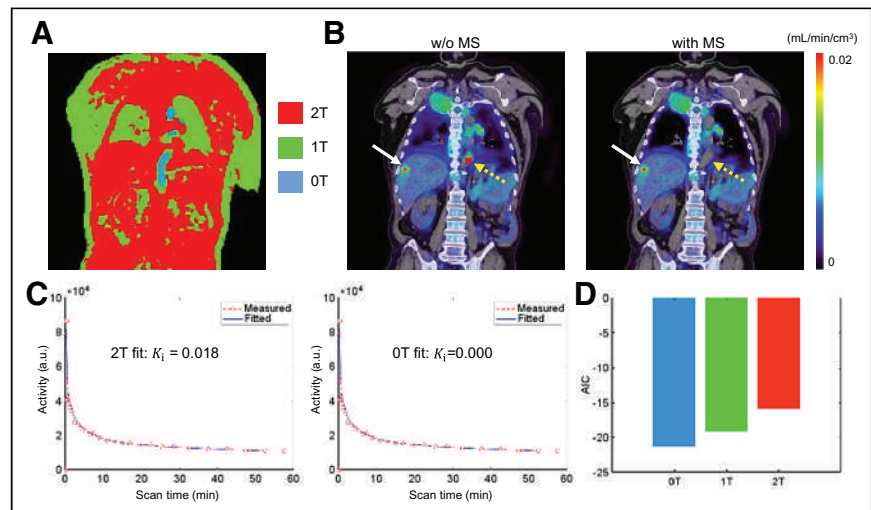 A
2T
1T
0T
B
w/o MS
with MS
(mL/min/cm³)
0.02
0
C
×10⁴
10
8
6
4
2
0
Activity (a.u.)
Measured
Fitted
2T fit: Kᵢ = 0.018
0 10 20 30 40 50 60
Scan time (min)
×10⁴
10
8
6
4
2
0
Activity (a.u.)
Measured
Fitted
0T fit: Kᵢ=0.000
0 10 20 30 40 50 60
Scan time (min)
D
0
-5
-10
-15
-20
-25
AIC
0T 1T 2T